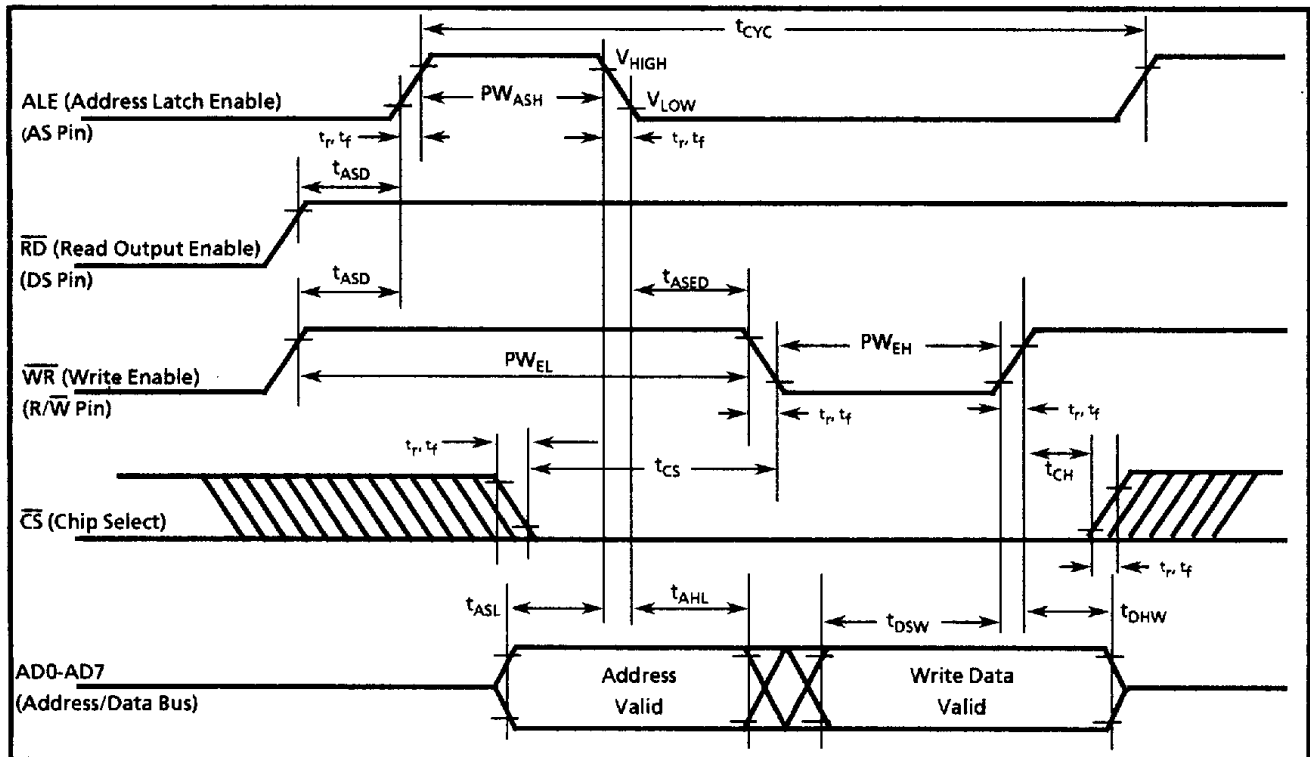 tCYC
VHIGH
ALE (Address Latch Enable)
PWASH
VLOW
(AS Pin)
tr, tf
tr, tf
tASD
RD (Read Output Enable)
(DS Pin)
tASD
tASED
PWEH
PWEL
WR (Write Enable)
(R/W Pin)
tr, tf
tr, tf
tr, tf
tCS
tCH
CS (Chip Select)
tr, tf
tASL
tAHL
tDSW
tDHW
AD0-AD7
Address
Write Data
(Address/Data Bus)
Valid
Valid